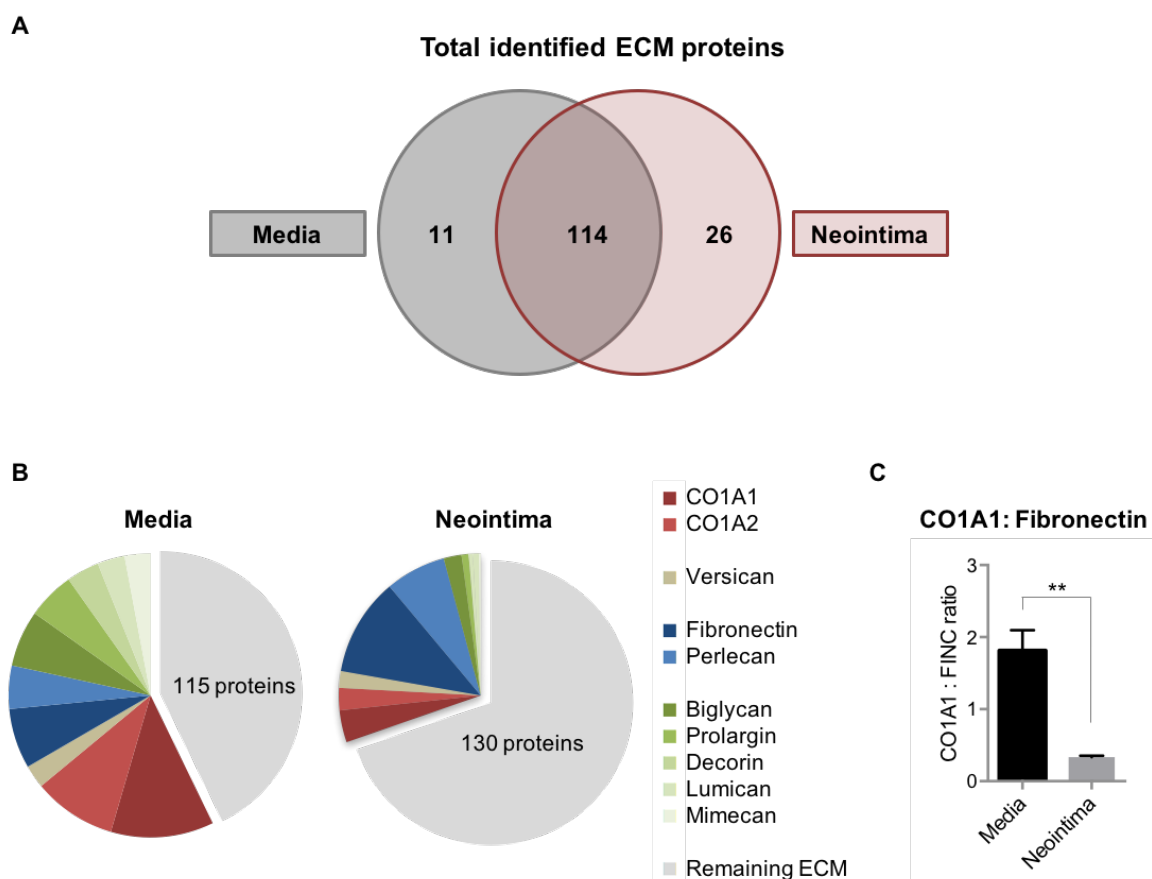 A
Total identified ECM proteins
Media
11
114
26
Neointima
B
Media
115 proteins
Neointima
130 proteins
CO1A1
CO1A2
Versican
Fibronectin
Perlecan
Biglycan
Prolargin
Decorin
Lumican
Mimecan
Remaining ECM
C
CO1A1: Fibronectin
CO1A1 : FINC ratio
3
2
1
0
**
Media
Neointima